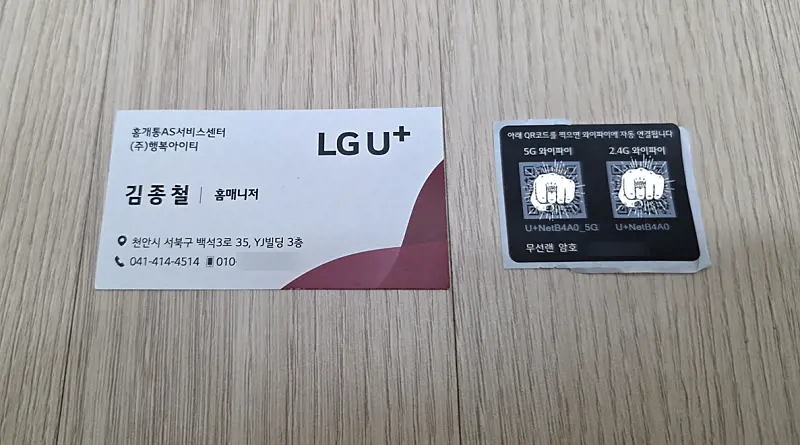 홈개통AS서비스센터
(주)행복아이티
LG U+
김종철 | 홈매니저
천안시 서북구 백석3로 35, YJ빌딩 3층
041-414-4514 010-
아래 QR코드를 찍으면 와이파이에 자동 연결됩니다
5G 와이파이 2.4G 와이파이
U+NetB4A0_5G U+NetB4A0
무선랜 암호